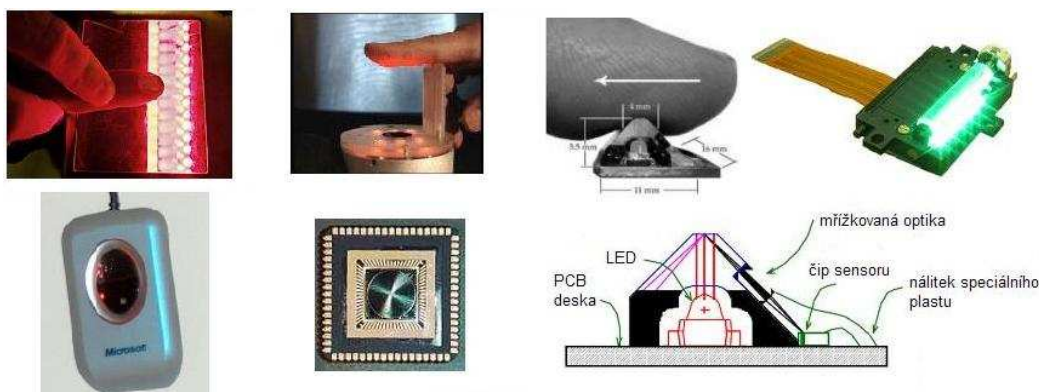 4 mm
3.5 mm
16 mm
11 mm
Microsoft
mřížkovaná optika
LED
čip sensoru
PCB
deska
nálitek speciálního
plastu